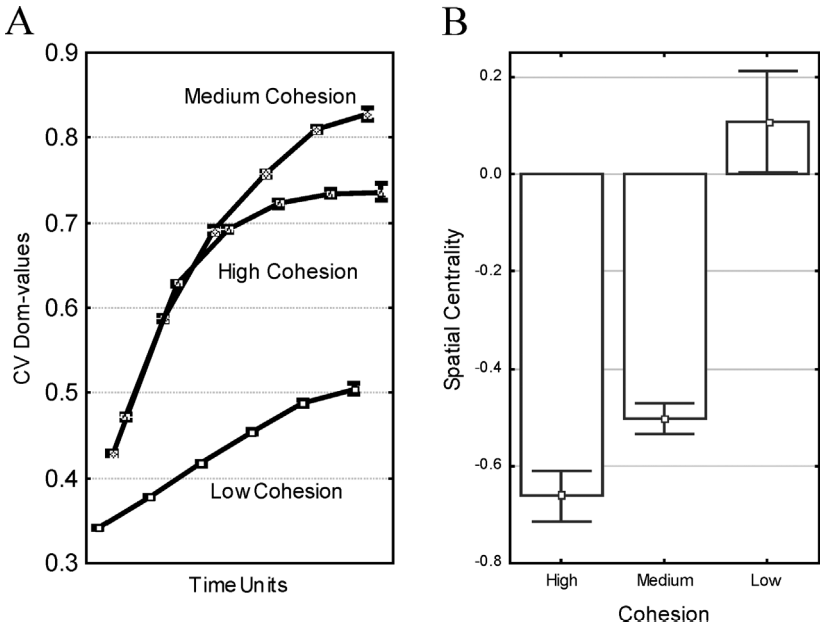 A
0.9
0.8
0.7
0.6
0.5
0.4
0.3
CV Dom-values
Medium Cohesion
High Cohesion
Low Cohesion
Time Units
B
0.2
0.0
-0.2
-0.4
-0.6
-0.8
Spatial Centrality
High Medium Low
Cohesion